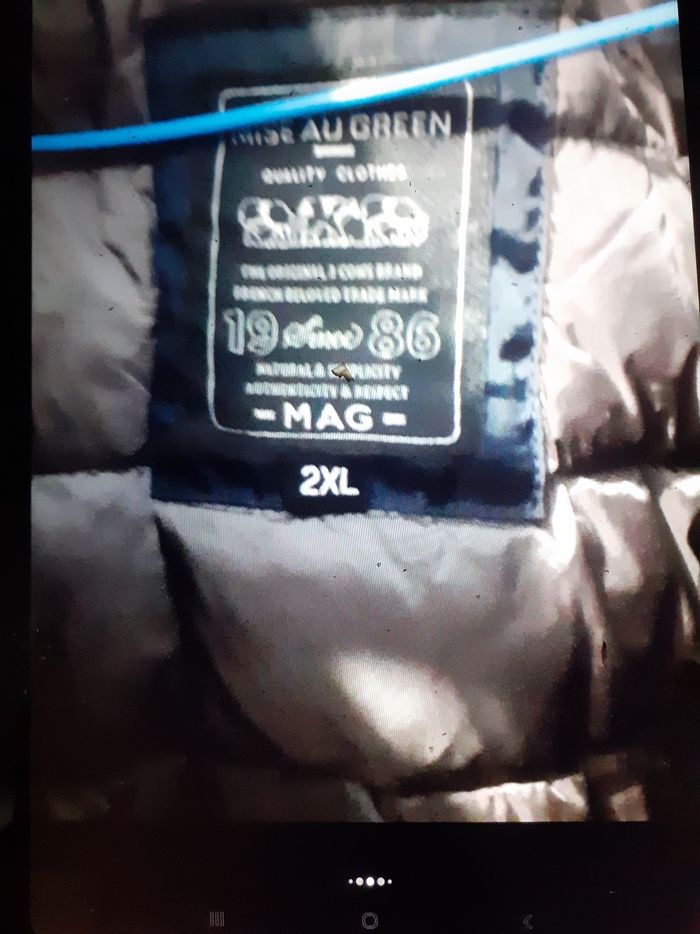 MISE AU GREEN
QUALITY CLOTHES
THE ORIGINAL 3 COWS BRAND
FRENCH BELOVED TRADE MARK
19 Since 86
NATURAL & SIMPLICITY
AUTHENTICITY & RESPECT
- MAG -
2XL